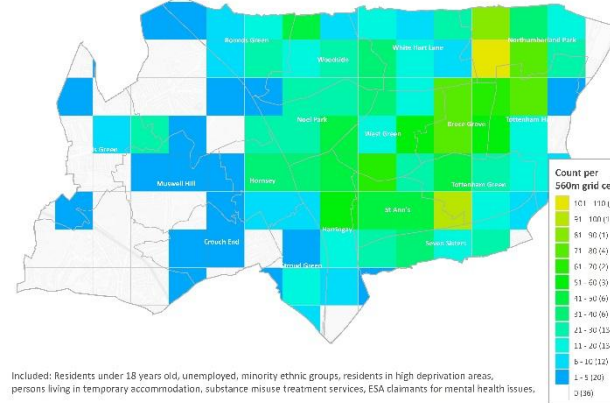 Bounds Green
Woodside
White Hart Lane
Northumberland Park
Noel Park
West Green
Bruce Grove
Tottenham
Green
Muswell Hill
Hornsey
Tottenham Green
St Ann's
Crouch End
Harringay
Seven Sisters
Stroud Green
Count per
560m grid ce
101 - 110 (
91 - 100 (
81 - 90 (1)
71 - 80 (4)
61 - 70 (2)
51 - 60 (3)
41 - 50 (6)
31 - 40 (6)
21 - 30 (13
11 - 20 (13
6 - 10 (12)
1 - 5 (20)
0 (36)
Included: Residents under 18 years old, unemployed, minority ethnic groups, residents in high deprivation areas,
persons living in temporary accommodation, substance misuse treatment services, ESA claimants for mental health issues.